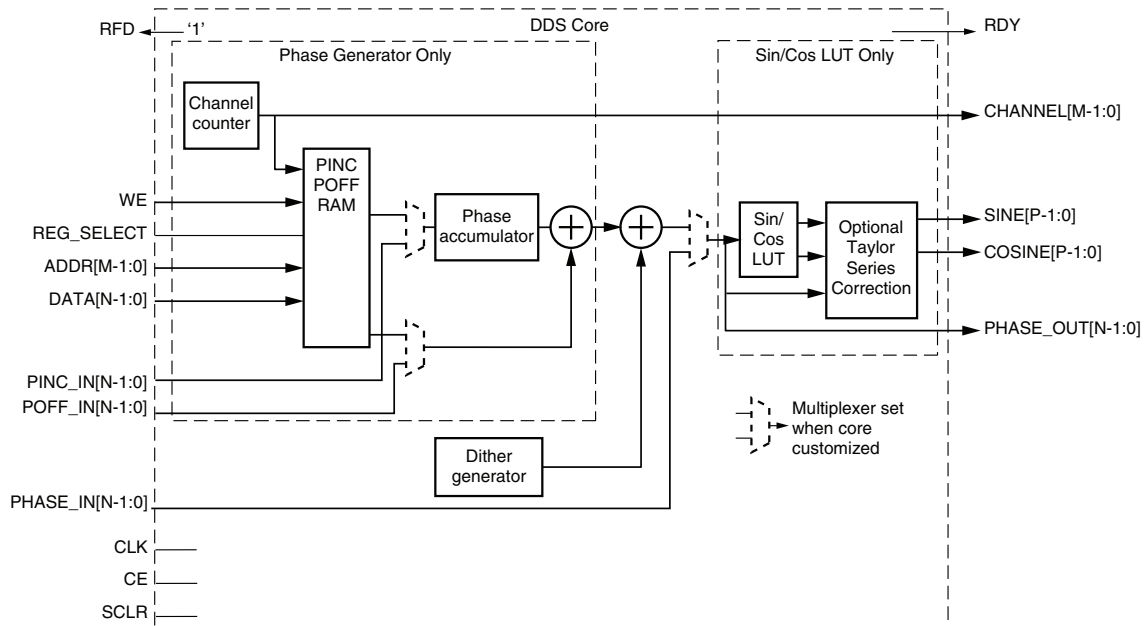 DDS Core
RFD
'1'
RDY
Phase Generator Only
Sin/Cos LUT Only
Channel
counter
CHANNEL[M-1:0]
PINC
POFF
RAM
WE
REG_SELECT
ADDR[M-1:0]
DATA[N-1:0]
Phase
accumulator
Sin/
Cos
LUT
Optional
Taylor
Series
Correction
SINE[P-1:0]
COSINE[P-1:0]
PHASE_OUT[N-1:0]
PINC_IN[N-1:0]
POFF_IN[N-1:0]
Multiplexer set
when core
customized
Dither
generator
PHASE_IN[N-1:0]
CLK
CE
SCLR